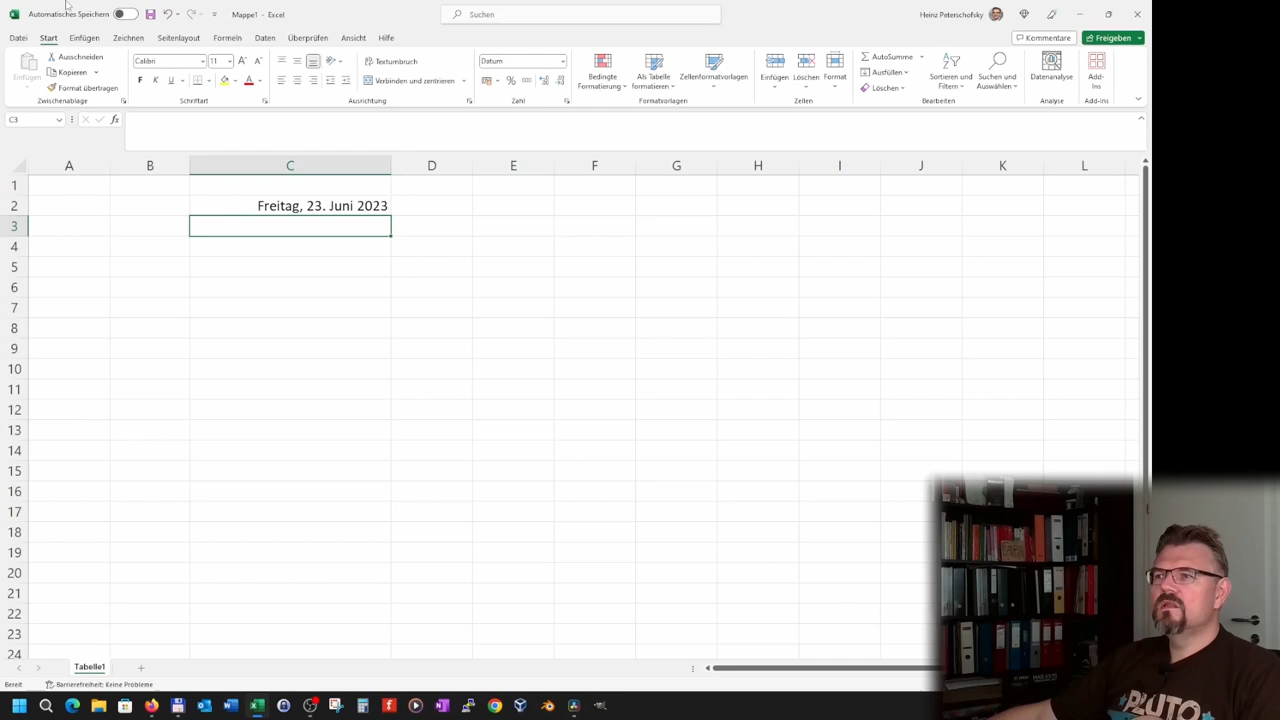 Automatisches Speichern
Mappe1 - Excel
Suchen
Heinz Peterschofsky
Datei Start Einfügen Zeichnen Seitenlayout Formeln Daten Überprüfen Ansicht Hilfe
Kommentare
Freigeben
Einfügen
Ausschneiden
Kopieren
Format übertragen
Zwischenablage
Calibri 11 A A
F K U A
Schriftart
Textumbruch
Verbinden und zentrieren
Ausrichtung
Datum
%
Zahl
Bedingte Formatierung
Als Tabelle formatieren
Zellenformatvorlagen
Formatvorlagen
Einfügen Löschen Format
Zellen
AutoSumme
Ausfüllen
Löschen
Sortieren und Filtern
Suchen und Auswählen
Bearbeiten
Datenanalyse
Analyse
Add-Ins
Add-Ins
C3
fx
A B C D E F G H I J K L
1
2 Freitag, 23. Juni 2023
3
4
5
6
7
8
9
10
11
12
13
14
15
16
17
18
19
20
21
22
23
24
Tabelle1
Bereit
Barrierefreiheit: Keine Probleme
PLUTO